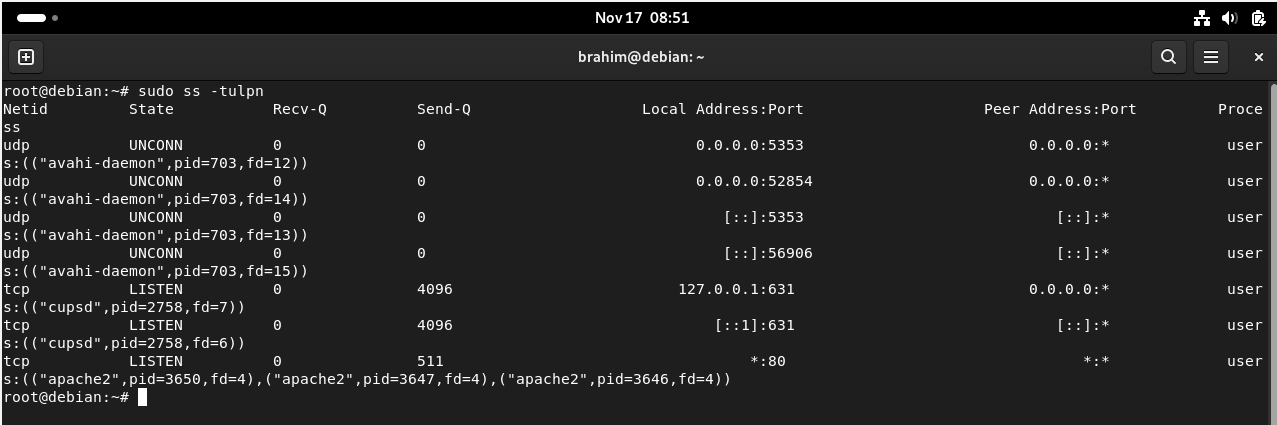 Nov 17 08:51
brahim@debian: ~
root@debian:~# sudo ss -tulpn
Netid State Recv-Q Send-Q Local Address:Port Peer Address:Port Proce
ss
udp UNCONN 0 0 0.0.0.0:5353 0.0.0.0:* user
s:(("avahi-daemon",pid=703,fd=12))
udp UNCONN 0 0 0.0.0.0:52854 0.0.0.0:* user
s:(("avahi-daemon",pid=703,fd=14))
udp UNCONN 0 0 [::]:5353 [::]:* user
s:(("avahi-daemon",pid=703,fd=13))
udp UNCONN 0 0 [::]:56906 [::]:* user
s:(("avahi-daemon",pid=703,fd=15))
tcp LISTEN 0 4096 127.0.0.1:631 0.0.0.0:* user
s:(("cupsd",pid=2758,fd=7))
tcp LISTEN 0 4096 [::1]:631 [::]:* user
s:(("cupsd",pid=2758,fd=6))
tcp LISTEN 0 511 *:80 *:* user
s:(("apache2",pid=3650,fd=4),("apache2",pid=3647,fd=4),("apache2",pid=3646,fd=4))
root@debian:~#